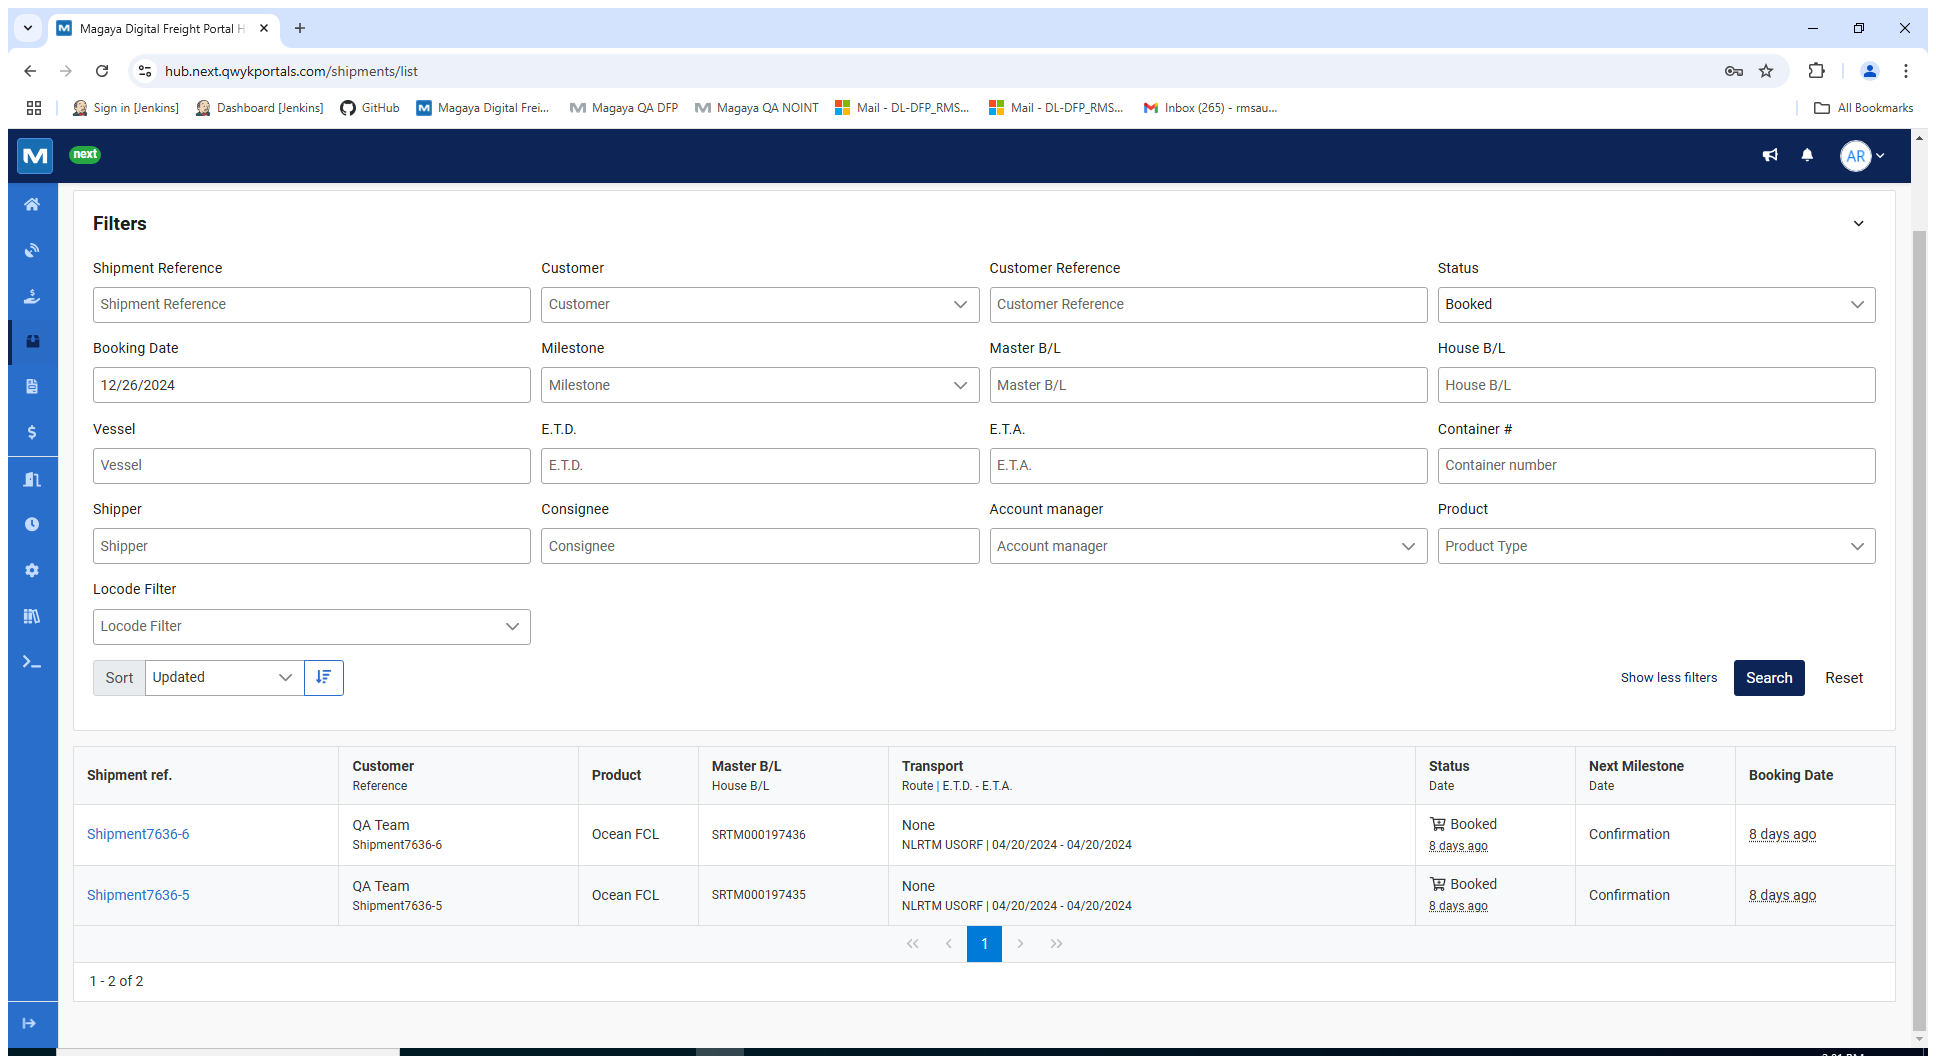 Magaya Digital Freight Portal H
hub.next.qwykportals.com/shipments/list
Sign in [Jenkins] Dashboard [Jenkins] GitHub Magaya Digital Frei... Magaya QA DFP Magaya QA NOINT Mail - DL-DFP_RMS... Mail - DL-DFP_RMS... Inbox (265) - rmsau... All Bookmarks
M next AR
Filters
Shipment Reference Customer Customer Reference Status
Shipment Reference Customer Customer Reference Booked
Booking Date Milestone Master B/L House B/L
12/26/2024 Milestone Master B/L House B/L
Vessel E.T.D. E.T.A. Container #
Vessel E.T.D. E.T.A. Container number
Shipper Consignee Account manager Product
Shipper Consignee Account manager Product Type
Locode Filter
Locode Filter
Sort Updated Show less filters Search Reset
Shipment ref. Customer Product Master B/L Transport Status Next Milestone Booking Date
Reference House B/L Route | E.T.D. - E.T.A. Date Date
Shipment7636-6 QA Team Ocean FCL SRTM000197436 None Booked Confirmation 8 days ago
Shipment7636-6 NLRTM USORF | 04/20/2024 - 04/20/2024 8 days ago
Shipment7636-5 QA Team Ocean FCL SRTM000197435 None Booked Confirmation 8 days ago
Shipment7636-5 NLRTM USORF | 04/20/2024 - 04/20/2024 8 days ago
1
1 - 2 of 2